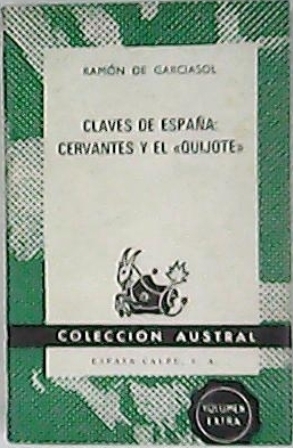 RAMÓN DE GARCIASOL
CLAVES DE ESPAÑA:
CERVANTES Y EL «QUIJOTE»
COLECCION AUSTRAL
ESPASA-CALPE, S. A.
VOLUMEN
EXTRA